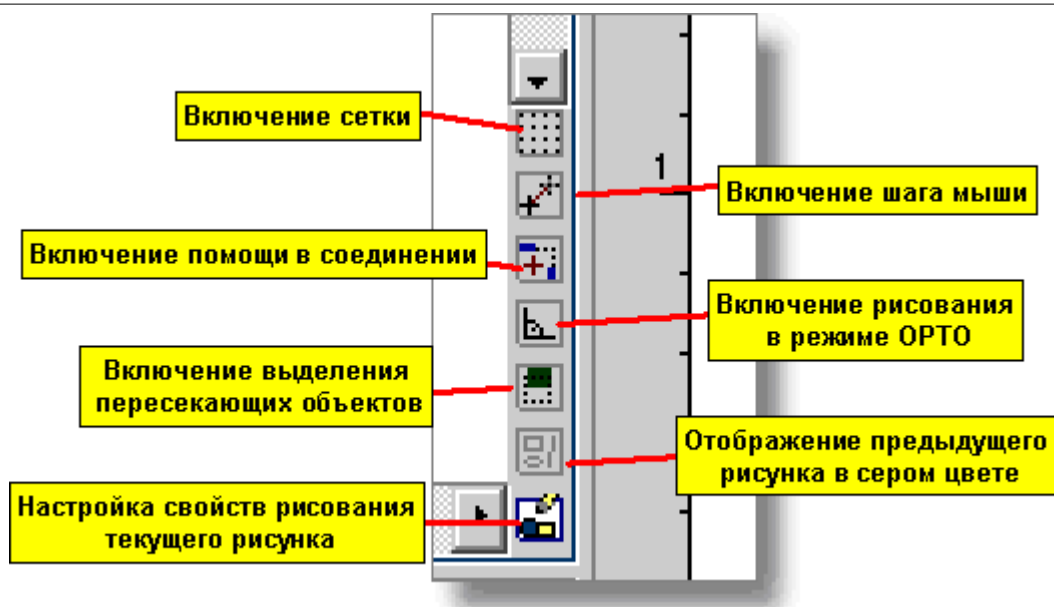 Включение сетки
1
Включение шага мыши
Включение помощи в соединении
Включение рисования
в режиме ОРТО
Включение выделения
пересекающих объектов
Отображение предыдущего
рисунка в сером цвете
Настройка свойств рисования
текущего рисунка